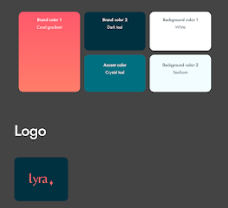 Brand color 1
Coral gradient
Brand color 2
Dark teal
Background color 1
White
Accent color
Crystal teal
Background color 2
Logo
lyra